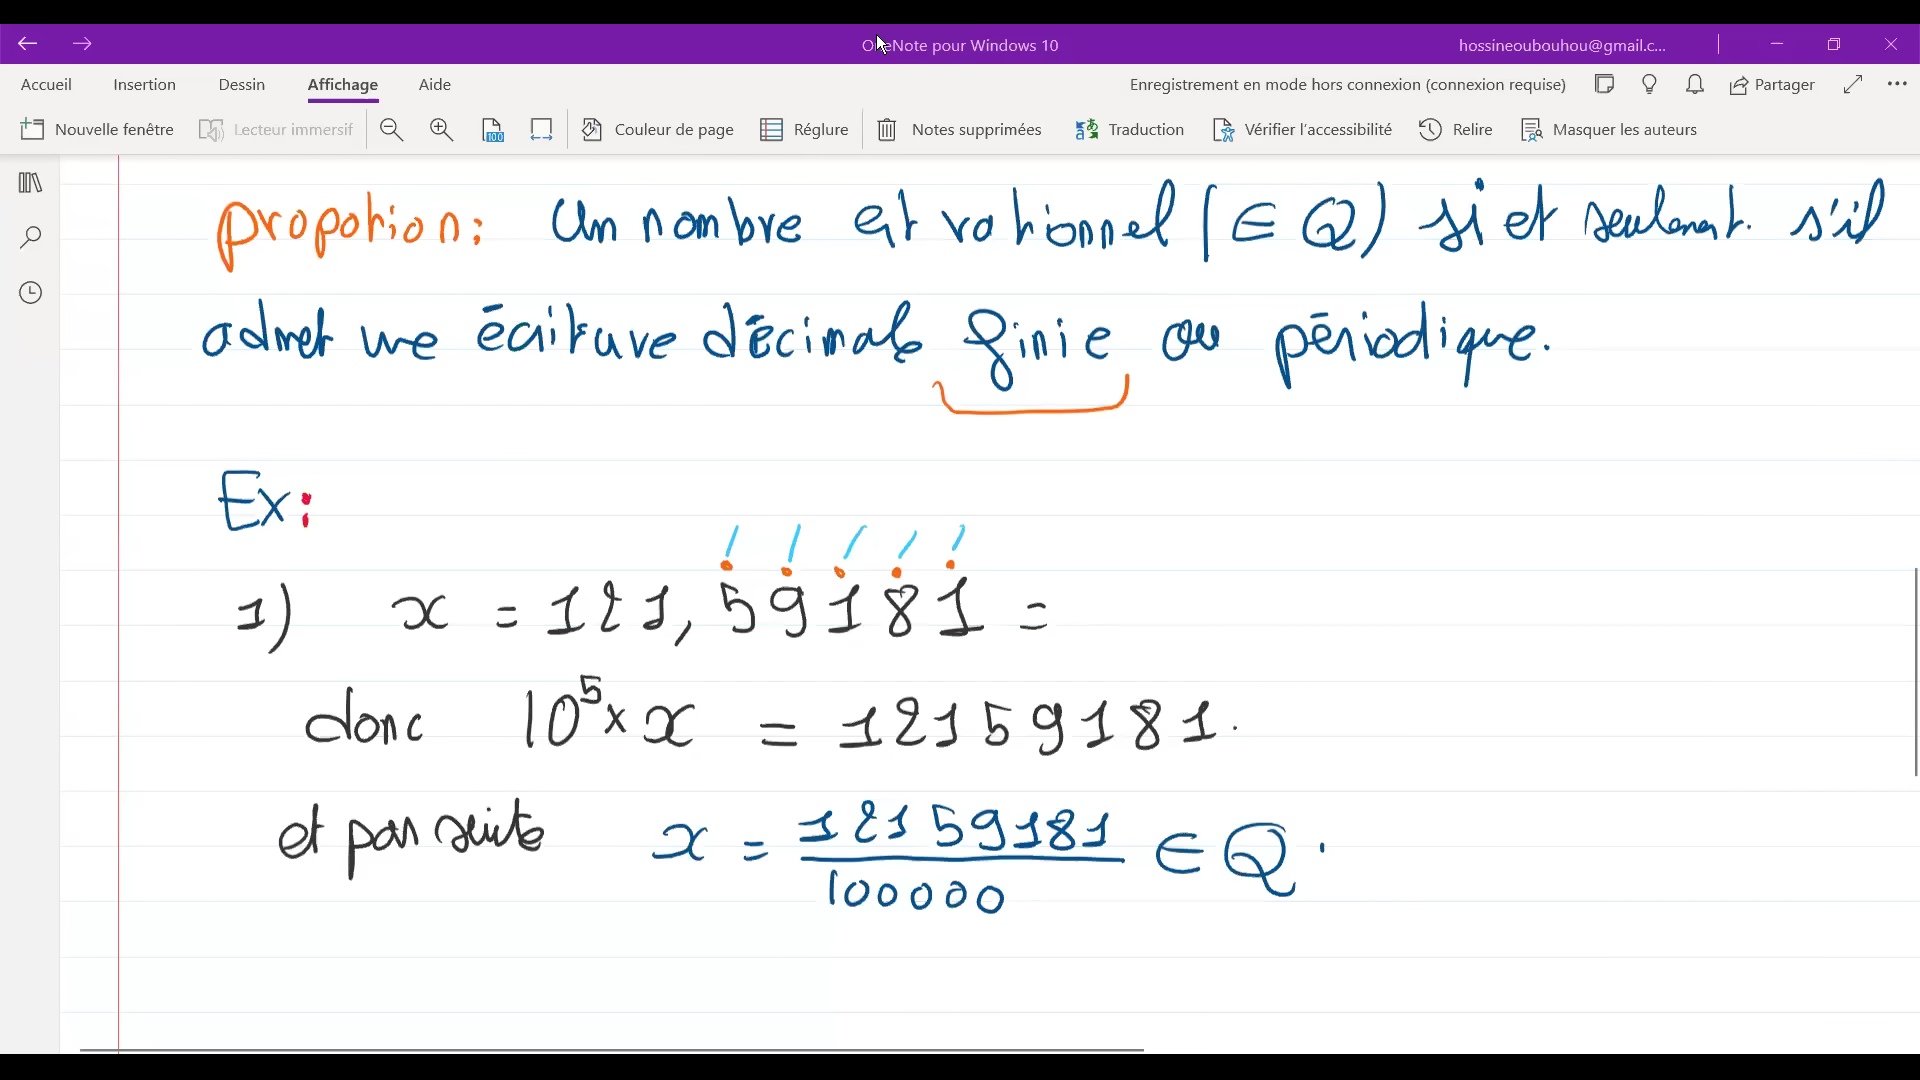 OneNote pour Windows 10
hossineoubouhou@gmail.c...
Accueil Insertion Dessin Affichage Aide
Enregistrement en mode hors connexion (connexion requise) Partager
Nouvelle fenêtre Lecteur immersif Couleur de page Réglure Notes supprimées Traduction Vérifier l'accessibilité Relire Masquer les auteurs
propotion: Un nombre est rationnel (∈ Q) si et seulement. s'il
admet une écriture décimale finie ou périodique.
Ex:
1) x = 121,59181 =
donc 10⁵ × x = 12159181.
et par suite x = 12159181/100000 ∈ Q.